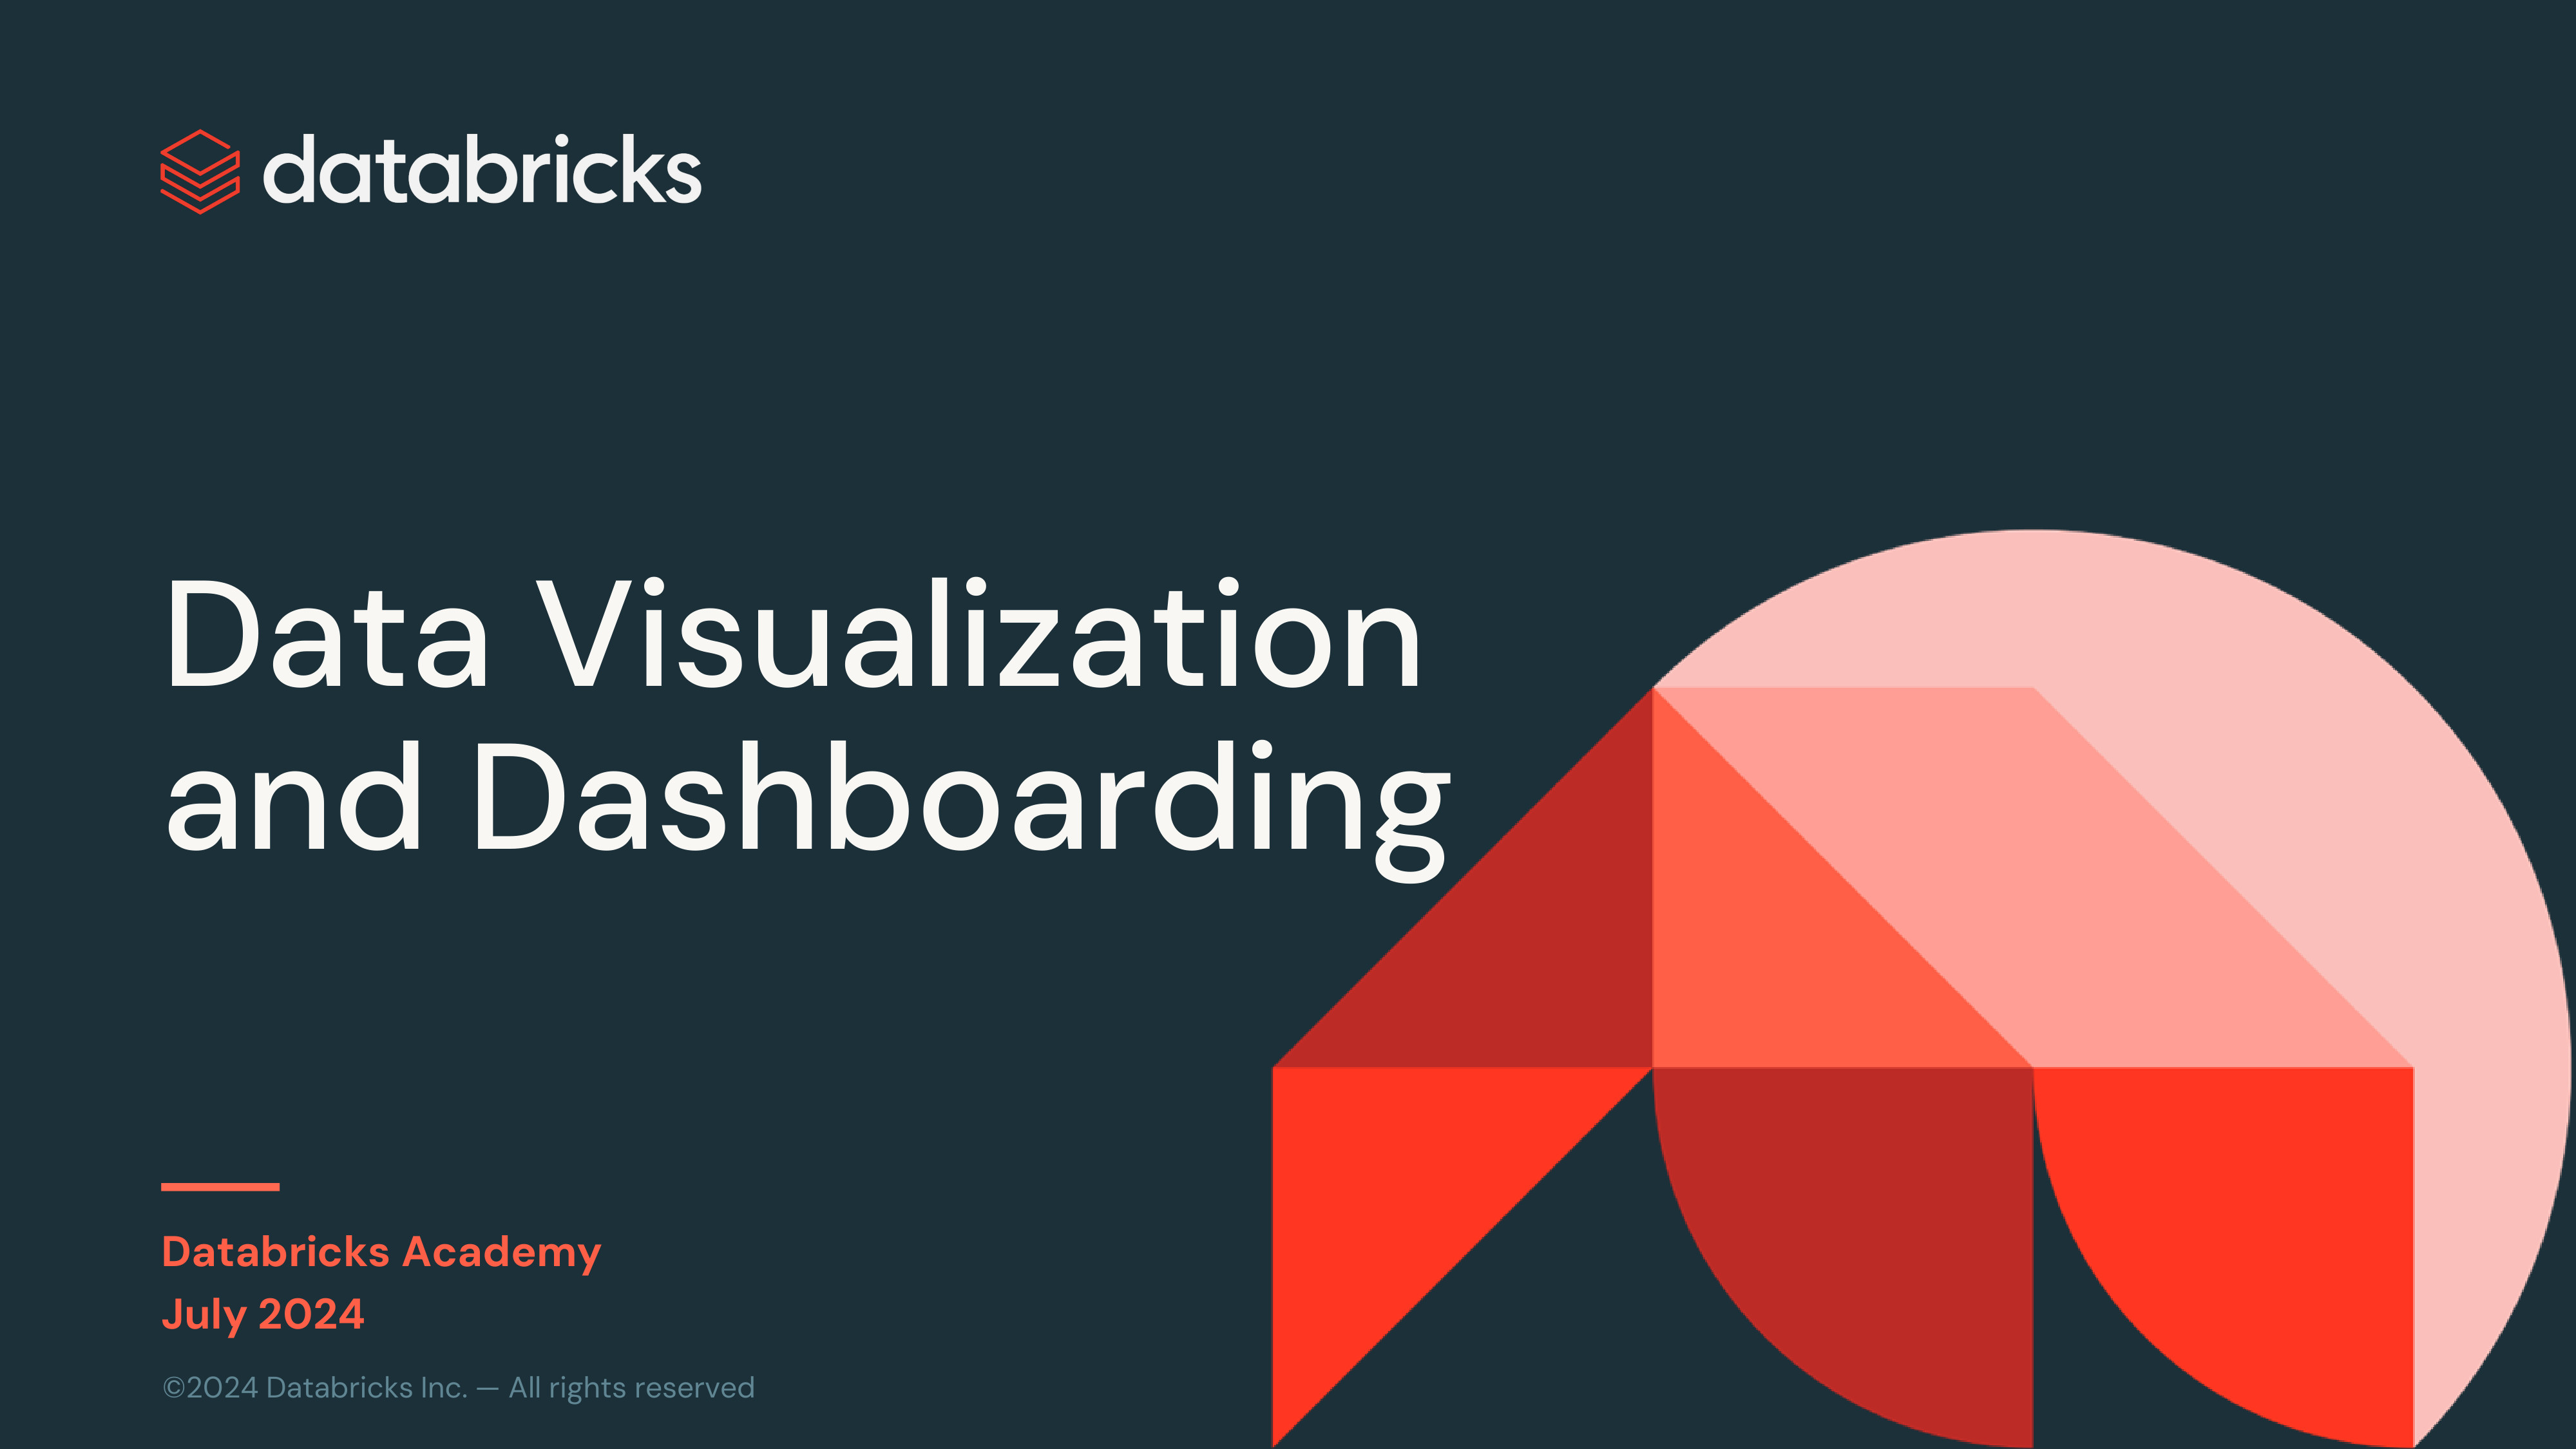 databricks
Data Visualization
and Dashboarding
Databricks Academy
July 2024
©2024 Databricks Inc. — All rights reserved